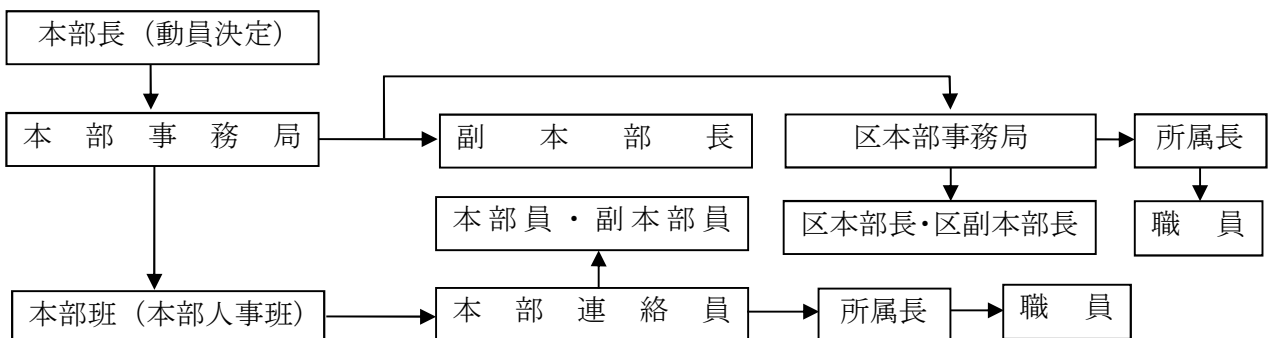 本部長（動員決定）
本部事務局
副本部長
区本部事務局
所属長
本部員・副本部員
区本部長・区副本部長
職員
本部班（本部人事班）
本部連絡員
所属長
職員